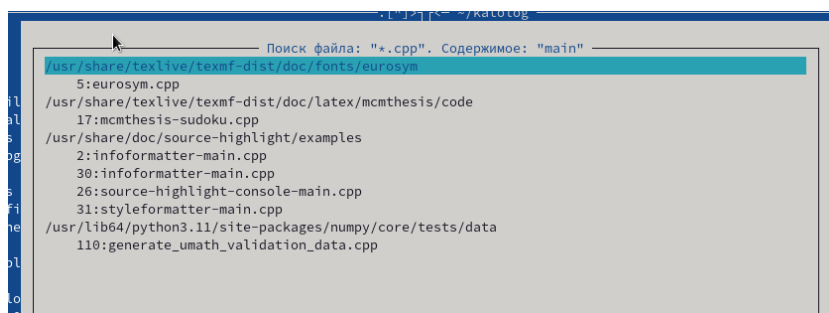 .[^]>┐┌<─ ~/katolog
Поиск файла: "*.cpp". Содержимое: "main"
/usr/share/texlive/texmf-dist/doc/fonts/eurosym
5:eurosym.cpp
/usr/share/texlive/texmf-dist/doc/latex/mcmthesis/code
17:mcmthesis-sudoku.cpp
/usr/share/doc/source-highlight/examples
2:infoformatter-main.cpp
30:infoformatter-main.cpp
26:source-highlight-console-main.cpp
31:styleformatter-main.cpp
/usr/lib64/python3.11/site-packages/numpy/core/tests/data
110:generate_umath_validation_data.cpp